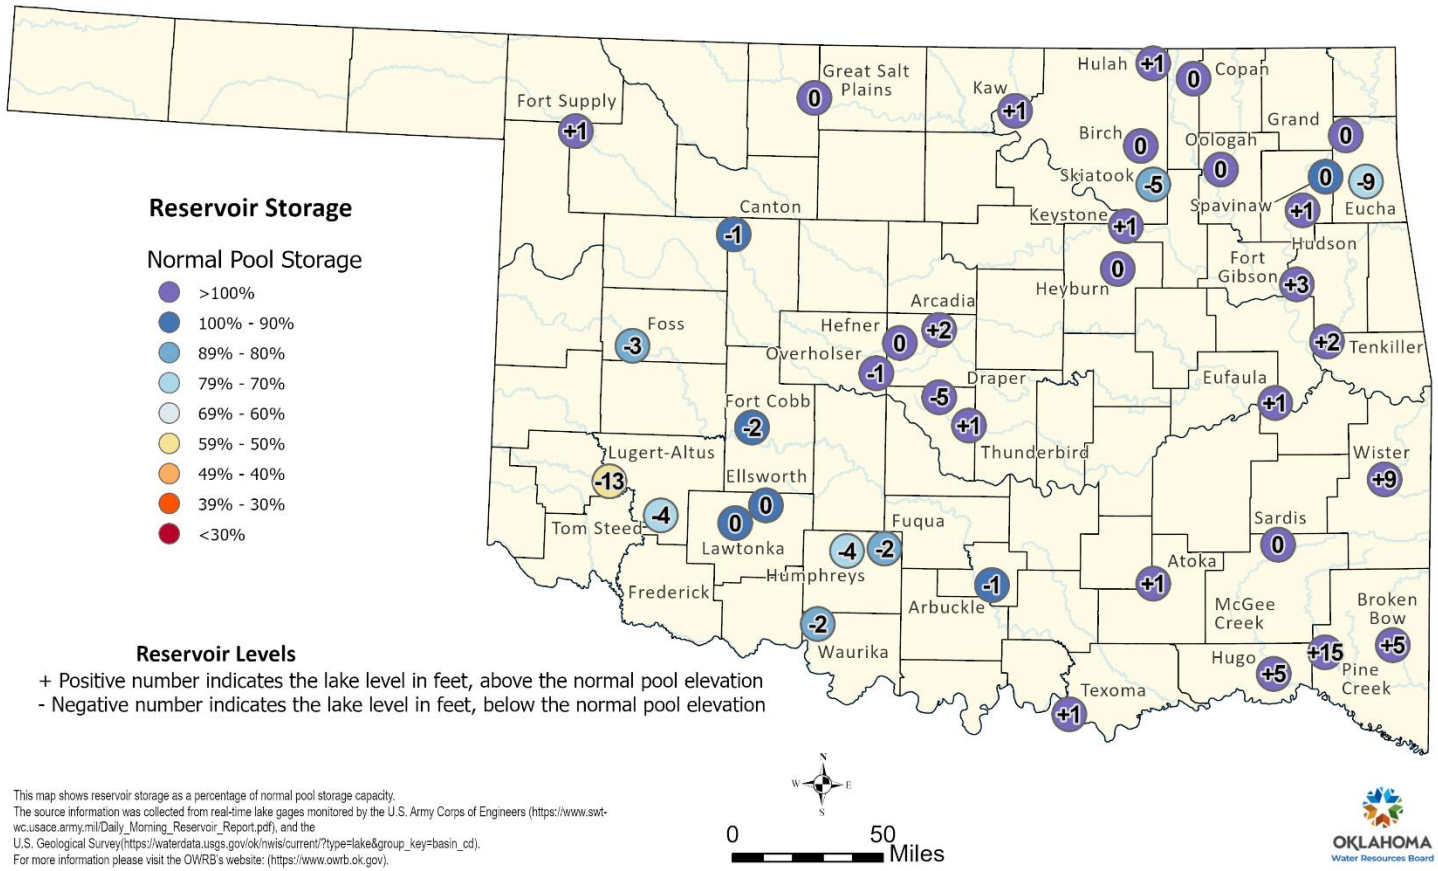 Hulah
+1
Copan
0
Great Salt
Plains
0
Kaw
+1
Fort Supply
+1
Grand
0
Birch
0
Oologah
0
Skiatook
-5
0
-9
Spavinaw
+1
Eucha
Canton
-1
Keystone
+1
Hudson
Heyburn
0
Fort
Gibson
+3
Reservoir Storage
Normal Pool Storage
>100%
100% - 90%
89% - 80%
79% - 70%
69% - 60%
59% - 50%
49% - 40%
39% - 30%
<30%
Foss
-3
Arcadia
+2
Hefner
0
Overholser
-1
+2
Tenkiller
Draper
-5
Eufaula
+1
Fort Cobb
-2
+1
Thunderbird
Lugert-Altus
-13
Wister
+9
Ellsworth
0
Tom Steed
-4
0
Lawtonka
Fuqua
-4
-2
Humphreys
Sardis
0
Frederick
Arbuckle
-1
Atoka
+1
McGee
Creek
Broken
Bow
+5
-2
Waurika
Hugo
+5
+15
Pine
Creek
Texoma
+1
Reservoir Levels
+ Positive number indicates the lake level in feet, above the normal pool elevation
- Negative number indicates the lake level in feet, below the normal pool elevation
N
W
E
S
0
50
Miles
This map shows reservoir storage as a percentage of normal pool storage capacity.
The source information was collected from real-time lake gages monitored by the U.S. Army Corps of Engineers (https://www.swt-
wc.usace.army.mil/Daily_Morning_Reservoir_Report.pdf), and the
U.S. Geological Survey(https://waterdata.usgs.gov/ok/nwis/current/?type=lake&group_key=basin_cd).
For more information please visit the OWRB's website: (https://www.owrb.ok.gov).
OKLAHOMA
Water Resources Board